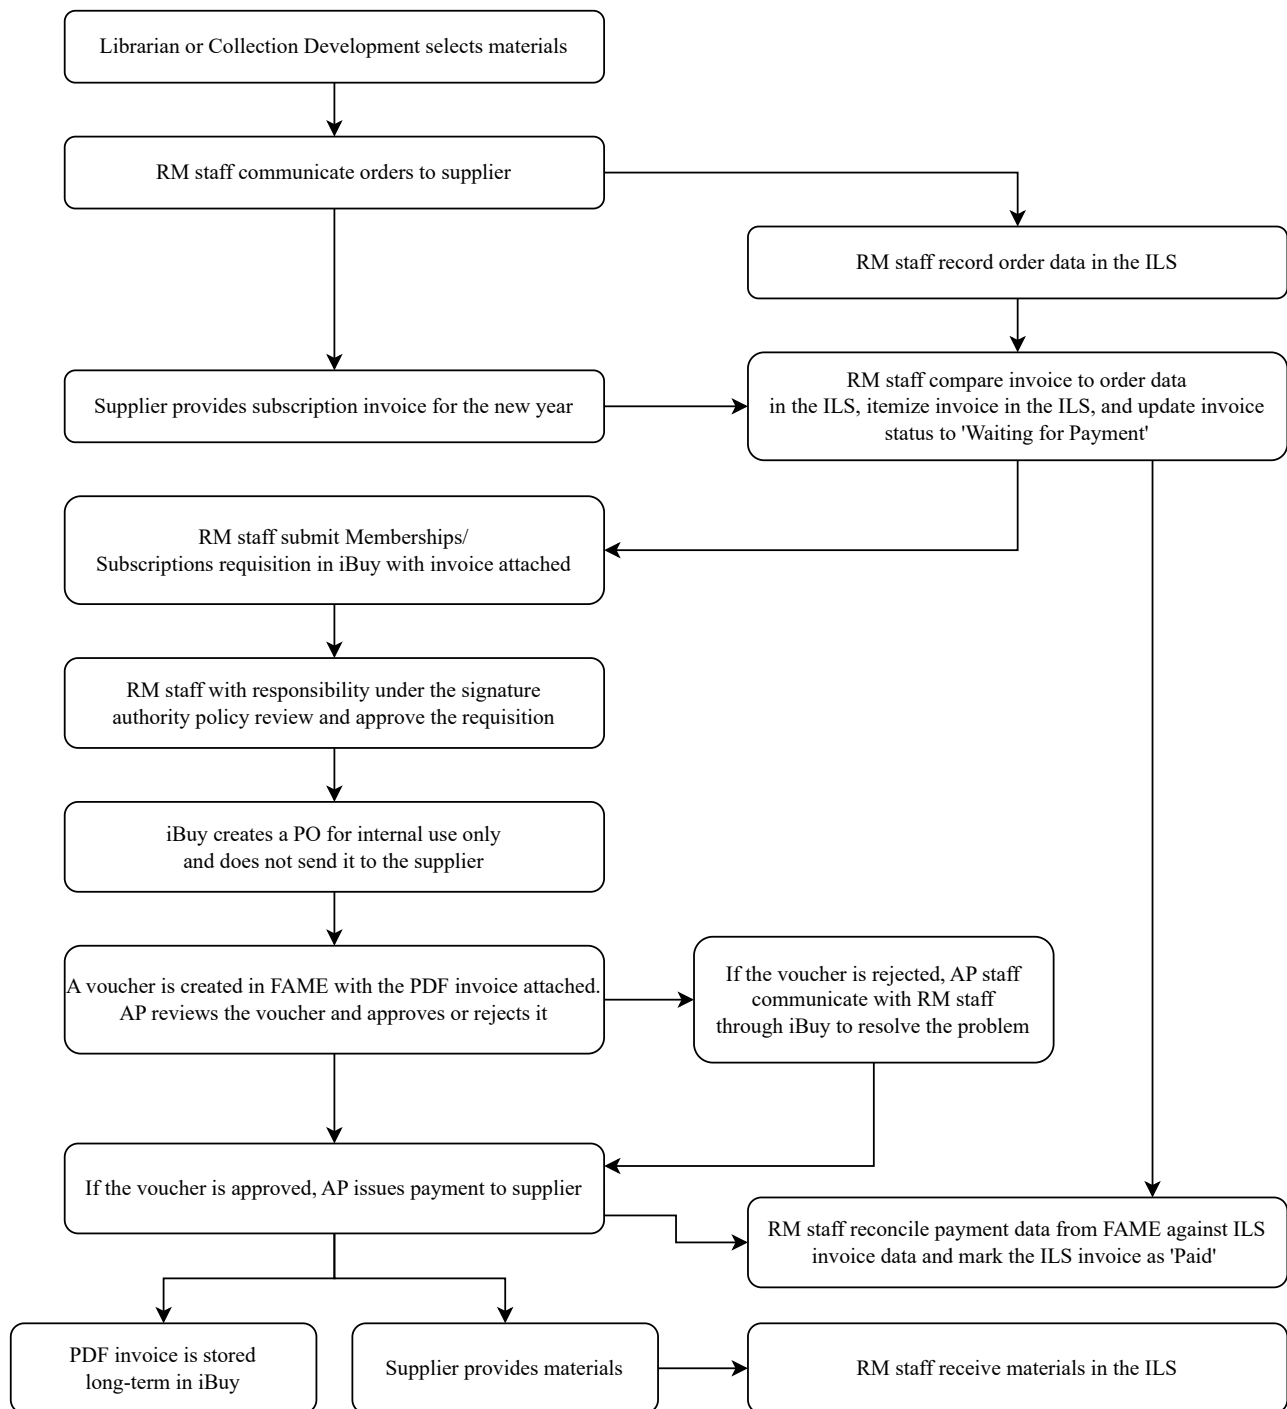 Librarian or Collection Development selects materials
RM staff communicate orders to supplier
RM staff record order data in the ILS
Supplier provides subscription invoice for the new year
RM staff compare invoice to order data
in the ILS, itemize invoice in the ILS, and update invoice
status to 'Waiting for Payment'
RM staff submit Memberships/
Subscriptions requisition in iBuy with invoice attached
RM staff with responsibility under the signature
authority policy review and approve the requisition
iBuy creates a PO for internal use only
and does not send it to the supplier
A voucher is created in FAME with the PDF invoice attached.
AP reviews the voucher and approves or rejects it
If the voucher is rejected, AP staff
communicate with RM staff
through iBuy to resolve the problem
If the voucher is approved, AP issues payment to supplier
RM staff reconcile payment data from FAME against ILS
invoice data and mark the ILS invoice as 'Paid'
PDF invoice is stored
long-term in iBuy
Supplier provides materials
RM staff receive materials in the ILS